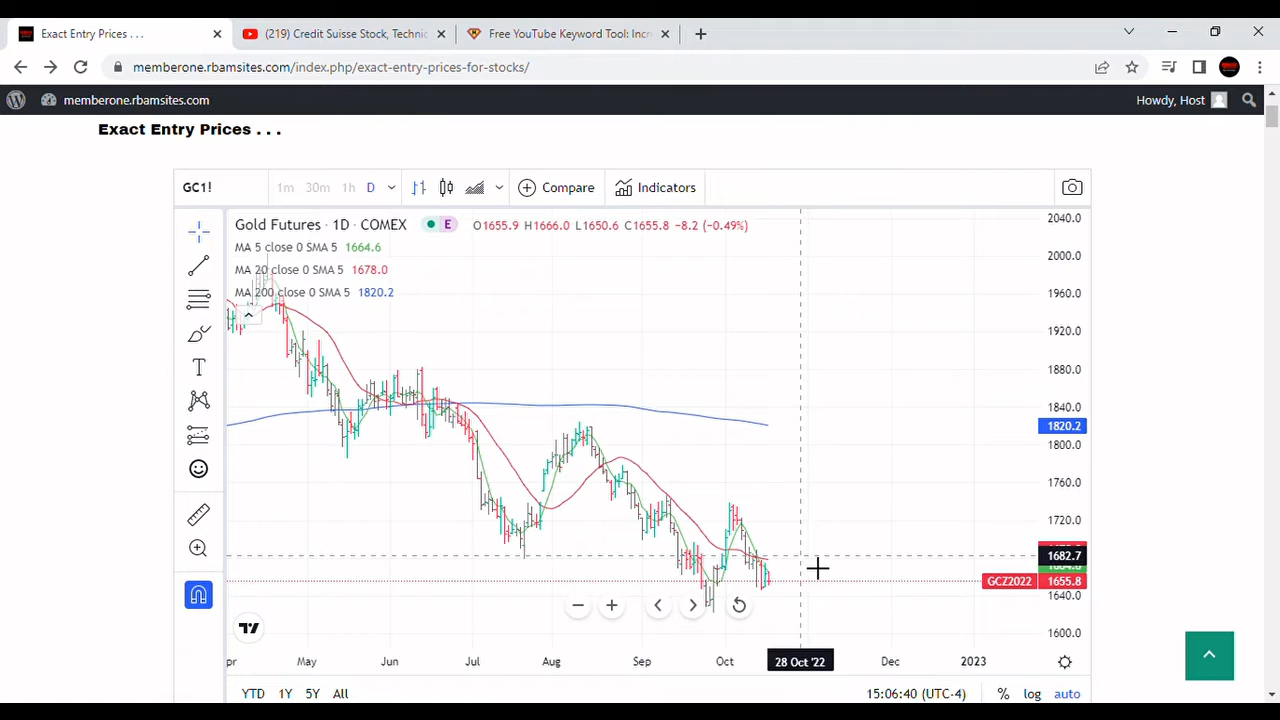 Exact Entry Prices . . .
(219) Credit Suisse Stock, Technic
Free YouTube Keyword Tool: Incr
memberone.rbamsites.com/index.php/exact-entry-prices-for-stocks/
memberone.rbamsites.com
Howdy, Host
Exact Entry Prices . . .
GC1!
1m 30m 1h D
Compare
Indicators
Gold Futures · 1D · COMEX
E
O1655.9 H1666.0 L1650.6 C1655.8 −8.2 (−0.49%)
MA 5 close 0 SMA 5 1664.6
MA 20 close 0 SMA 5 1678.0
MA 200 close 0 SMA 5 1820.2
2040.0
2000.0
1960.0
1920.0
1880.0
1840.0
1820.2
1800.0
1760.0
1720.0
1682.7
GCZ2022 1655.8
1640.0
1600.0
May Jun Jul Aug Sep Oct 28 Oct '22 Dec 2023
YTD 1Y 5Y All
15:06:40 (UTC-4) % log auto